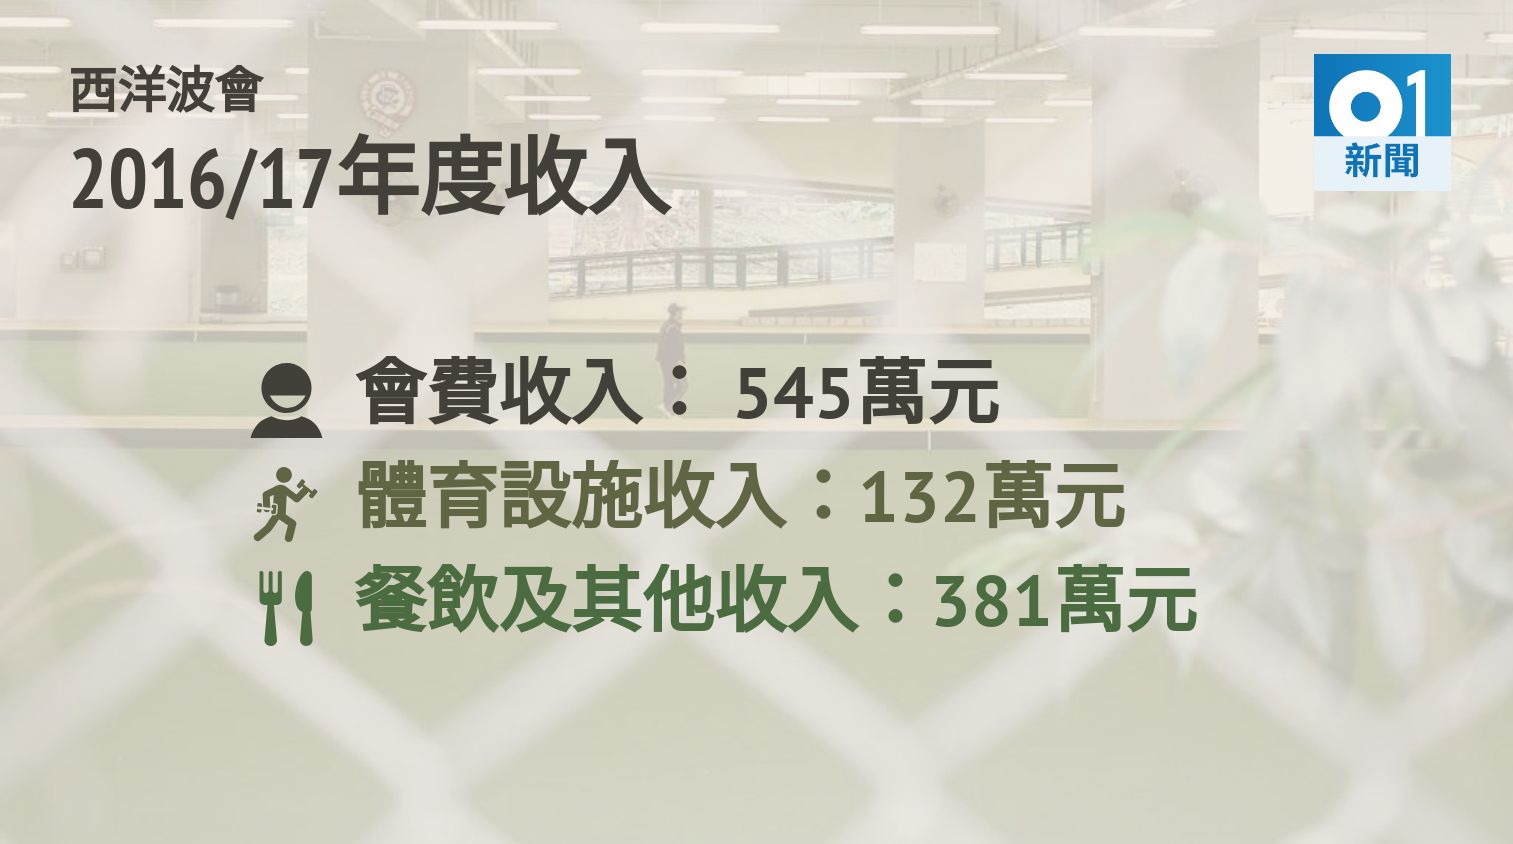 西洋波會
2016/17年度收入
01
新聞
會費收入： 545萬元
體育設施收入：132萬元
餐飲及其他收入：381萬元